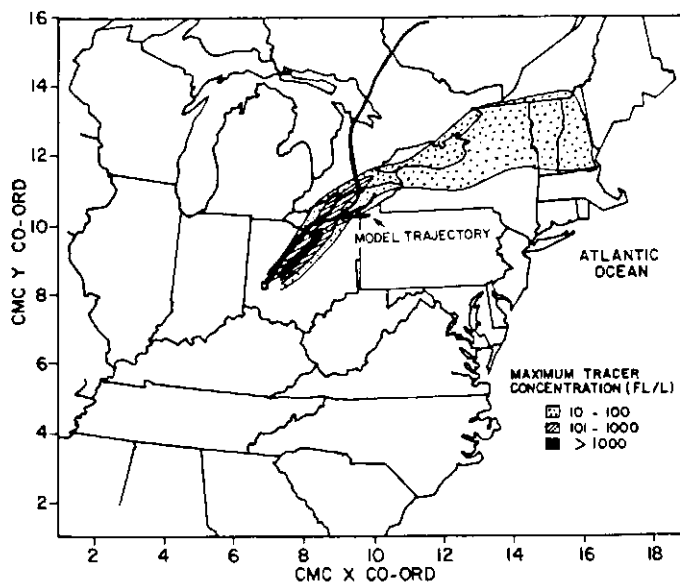 16
14
12
10
8
6
4
2
CMC Y CO-ORD
MODEL TRAJECTORY
ATLANTIC
OCEAN
MAXIMUM TRACER
CONCENTRATION (FL/L)
10 - 100
101 - 1000
> 1000
2 4 6 8 10 12 14 16 18
CMC X CO-ORD